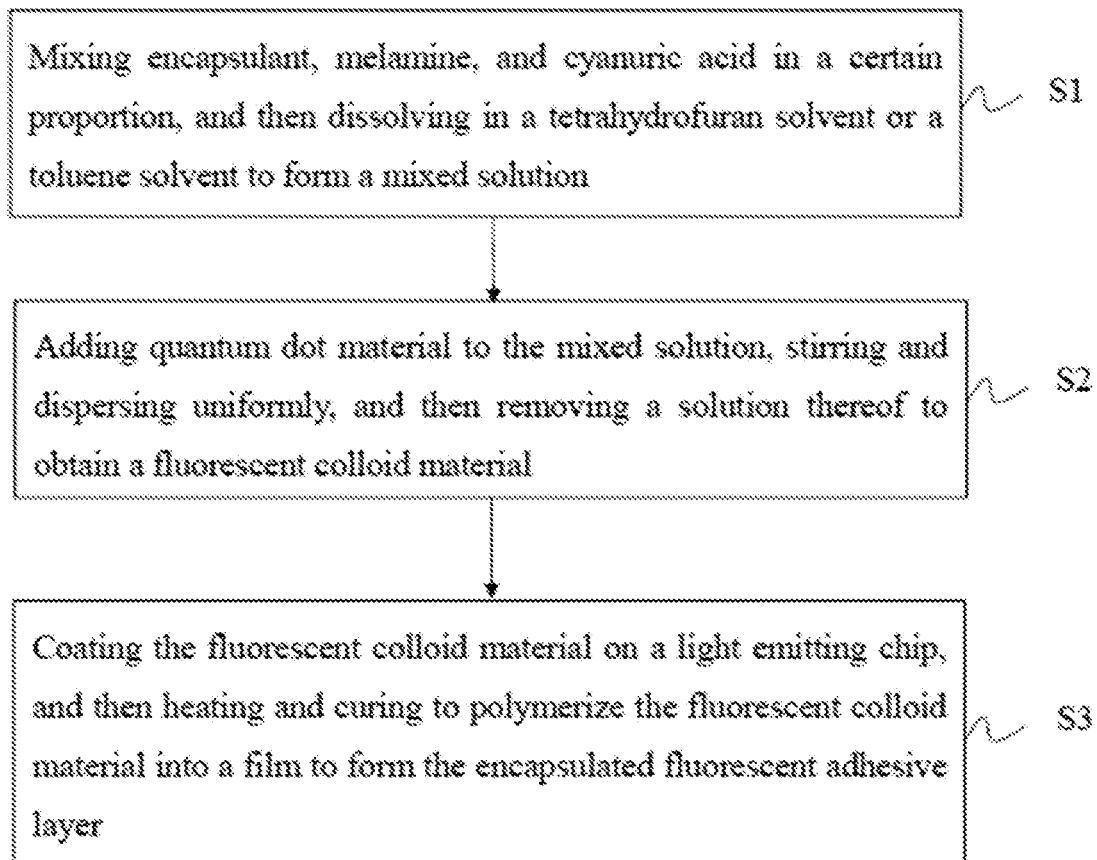 Mixing encapsulant, melamine, and cyanuric acid in a certain
proportion, and then dissolving in a tetrahydrofuran solvent or a
toluene solvent to form a mixed solution
S1
Adding quantum dot material to the mixed solution, stirring and
dispersing uniformly, and then removing a solution thereof to
obtain a fluorescent colloid material
S2
Coating the fluorescent colloid material on a light emitting chip,
and then heating and curing to polymerize the fluorescent colloid
material into a film to form the encapsulated fluorescent adhesive
layer
S3